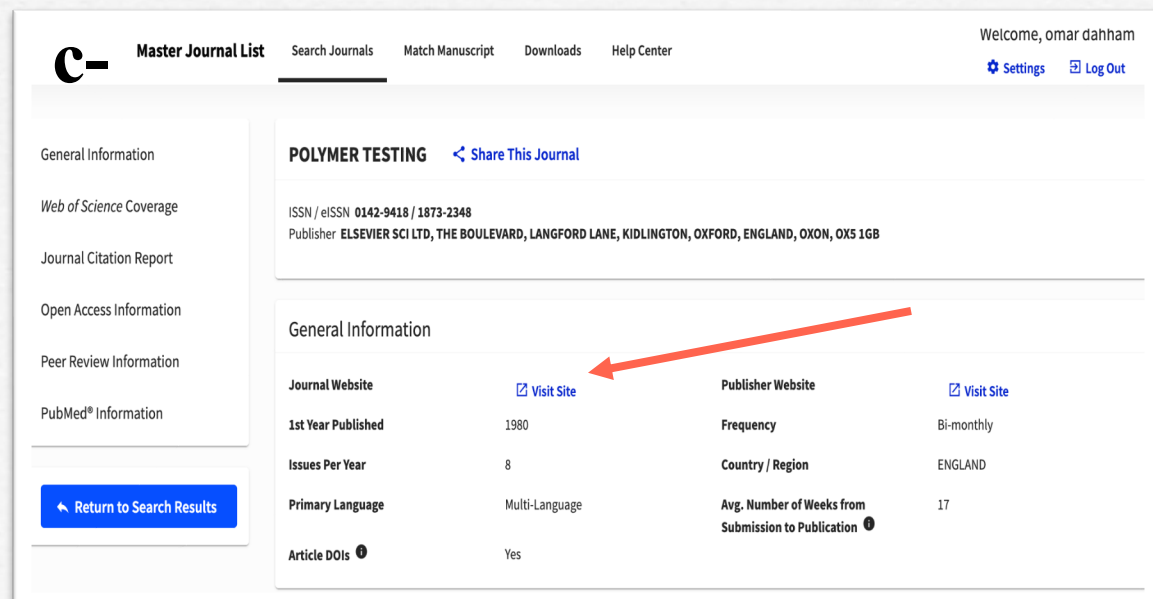 c-
Master Journal List
Search Journals
Match Manuscript
Downloads
Help Center
Welcome, omar dahham
Settings
Log Out
General Information
Web of Science Coverage
Journal Citation Report
Open Access Information
Peer Review Information
PubMed® Information
Return to Search Results
POLYMER TESTING
Share This Journal
ISSN / eISSN 0142-9418 / 1873-2348
Publisher ELSEVIER SCI LTD, THE BOULEVARD, LANGFORD LANE, KIDLINGTON, OXFORD, ENGLAND, OXON, OX5 1GB
General Information
Journal Website Visit Site
Publisher Website Visit Site
1st Year Published 1980
Frequency Bi-monthly
Issues Per Year 8
Country / Region ENGLAND
Primary Language Multi-Language
Avg. Number of Weeks from 17
Submission to Publication
Article DOIs Yes